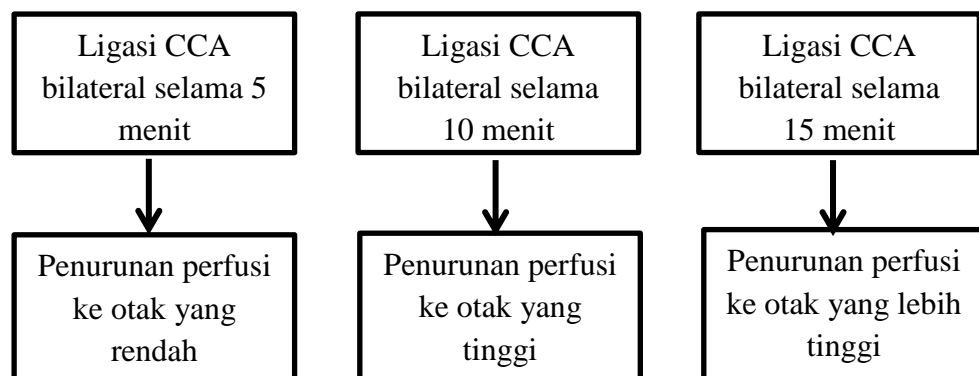 Ligasi CCA
bilateral selama 5
menit
Ligasi CCA
bilateral selama
10 menit
Ligasi CCA
bilateral selama
15 menit
Penurunan perfusi
ke otak yang
rendah
Penurunan perfusi
ke otak yang
tinggi
Penurunan perfusi
ke otak yang lebih
tinggi